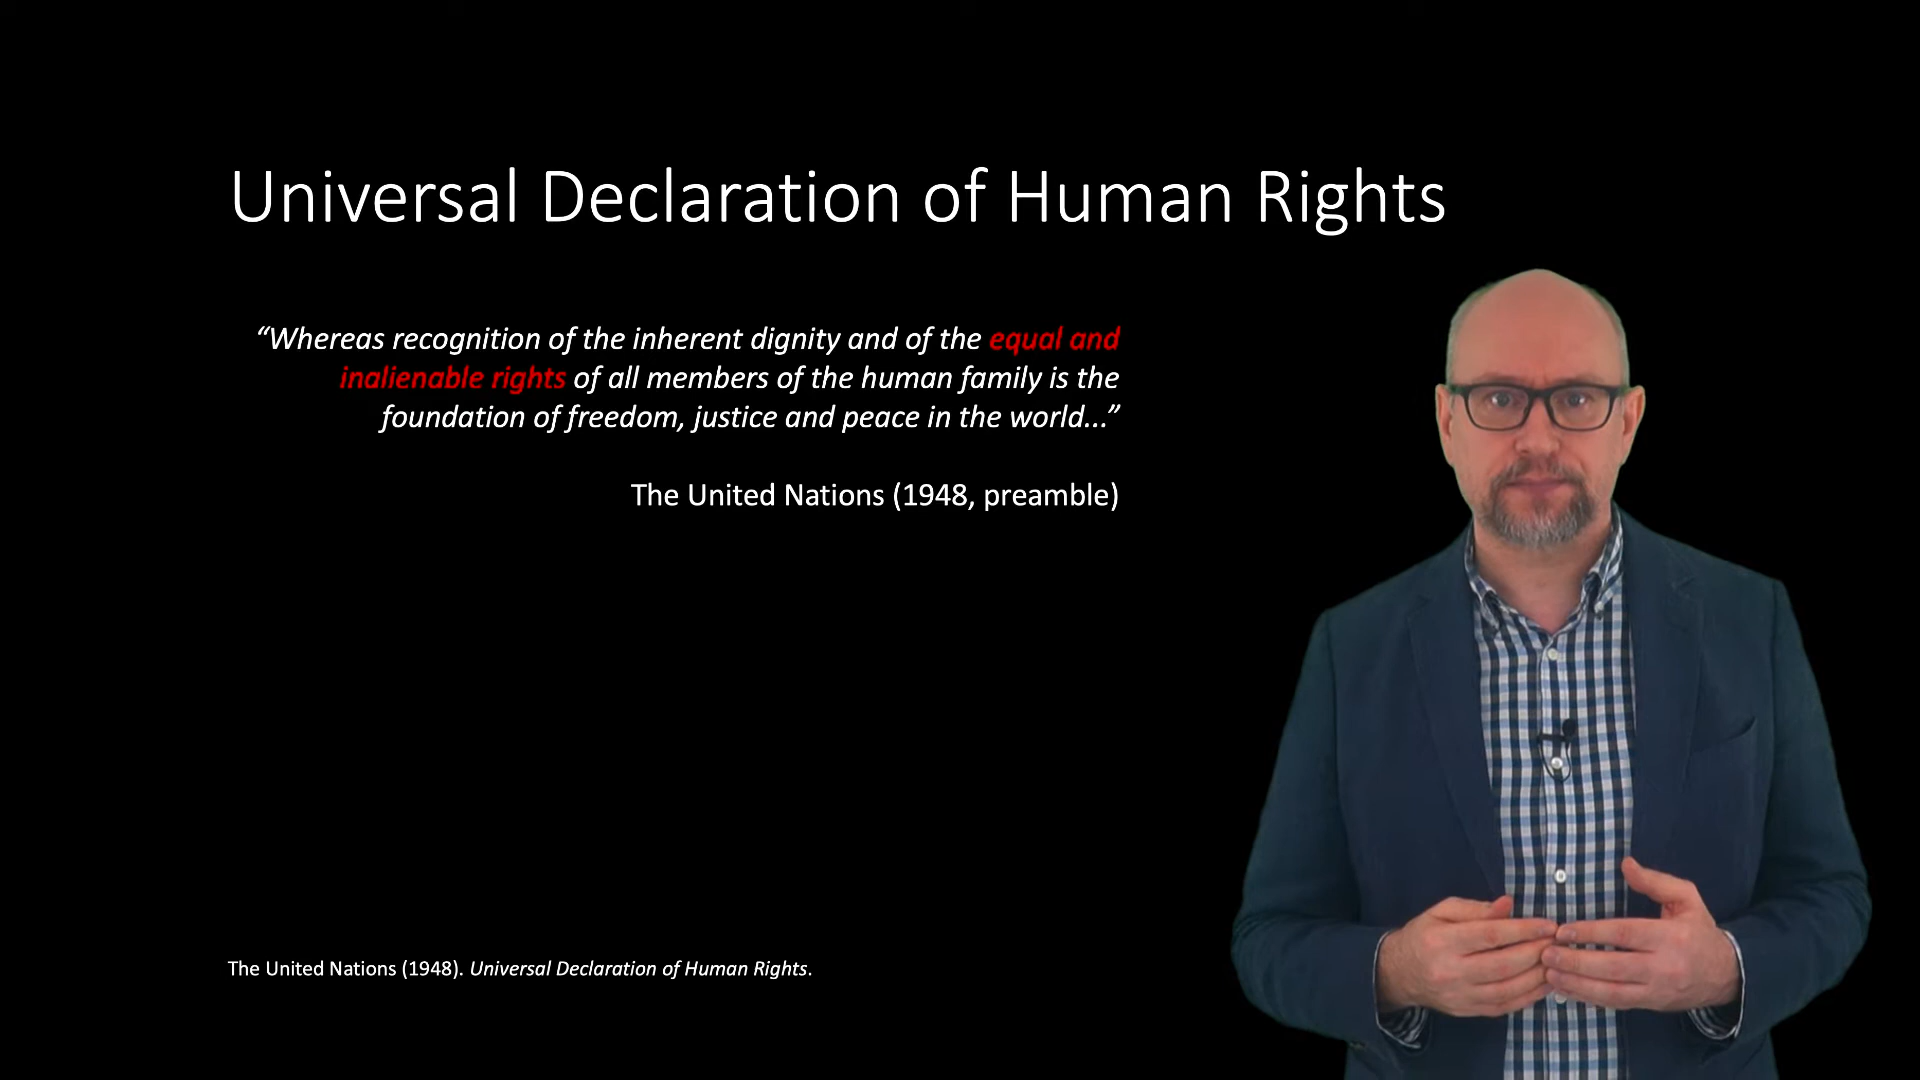 Universal Declaration of Human Rights
“Whereas recognition of the inherent dignity and of the equal and
inalienable rights of all members of the human family is the
foundation of freedom, justice and peace in the world...”
The United Nations (1948, preamble)
The United Nations (1948). Universal Declaration of Human Rights.